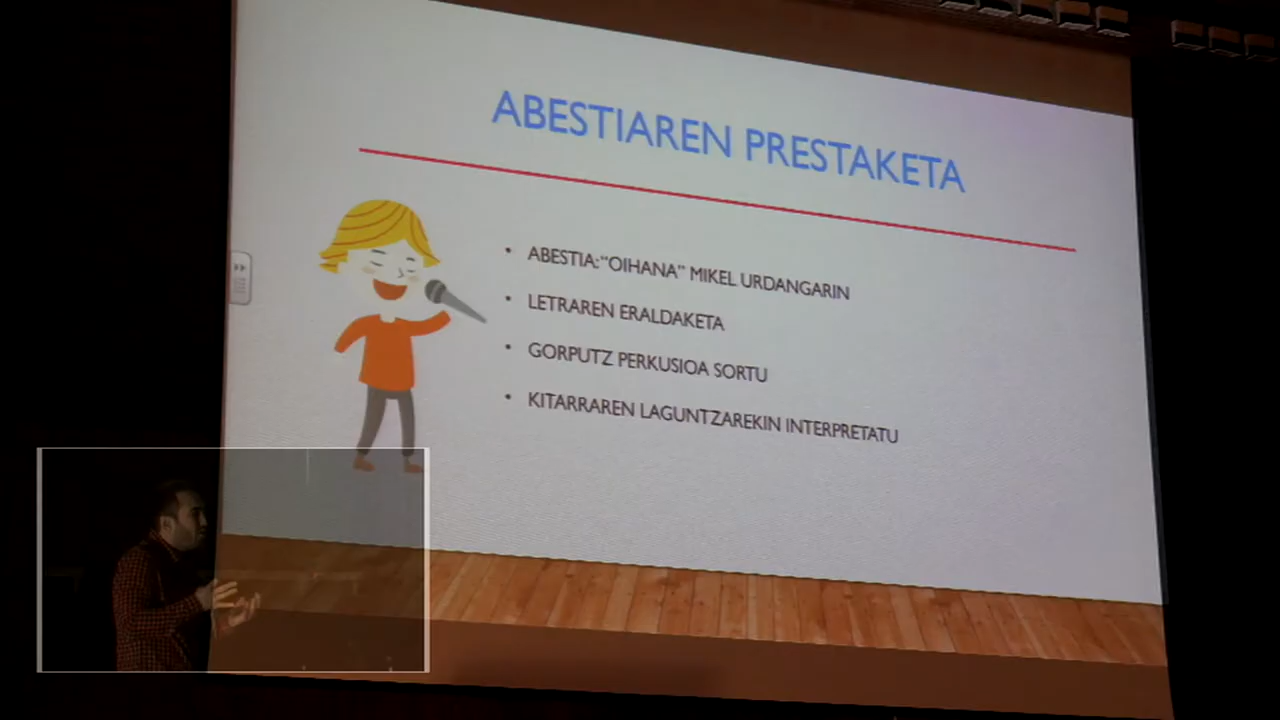 ABESTIAREN PRESTAKETA
• ABESTIA: "OIHANA" MIKEL URDANGARIN
• LETRAREN ERALDAKETA
• GORPUTZ PERKUSIOA SORTU
• KITARRAREN LAGUNTZAREKIN INTERPRETATU